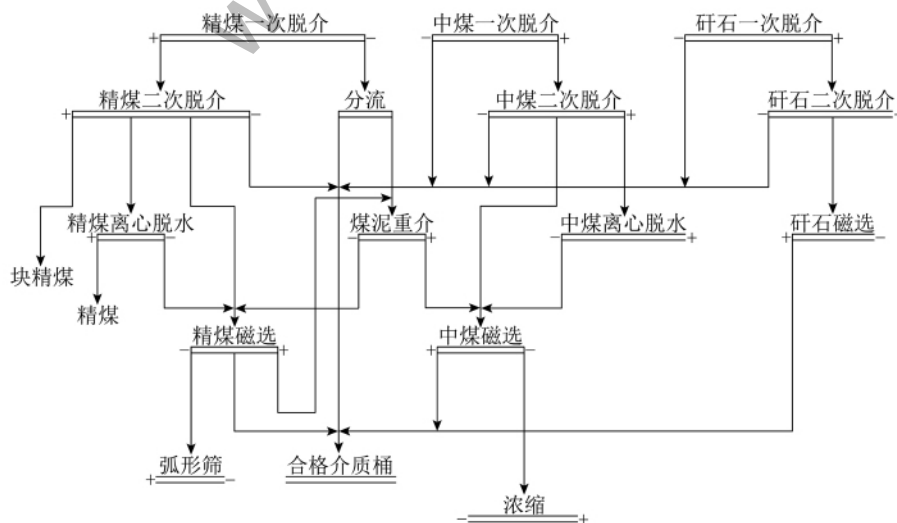 精煤一次脱介 中煤一次脱介 矸石一次脱介
+ − − + − +
精煤二次脱介 分流 中煤二次脱介 矸石二次脱介
+ − − + −
精煤离心脱水 煤泥重介 中煤离心脱水 矸石磁选
+ − − + − + + −
块精煤
精煤
精煤磁选 中煤磁选
− + + −
弧形筛 合格介质桶
+ −
浓缩
− +